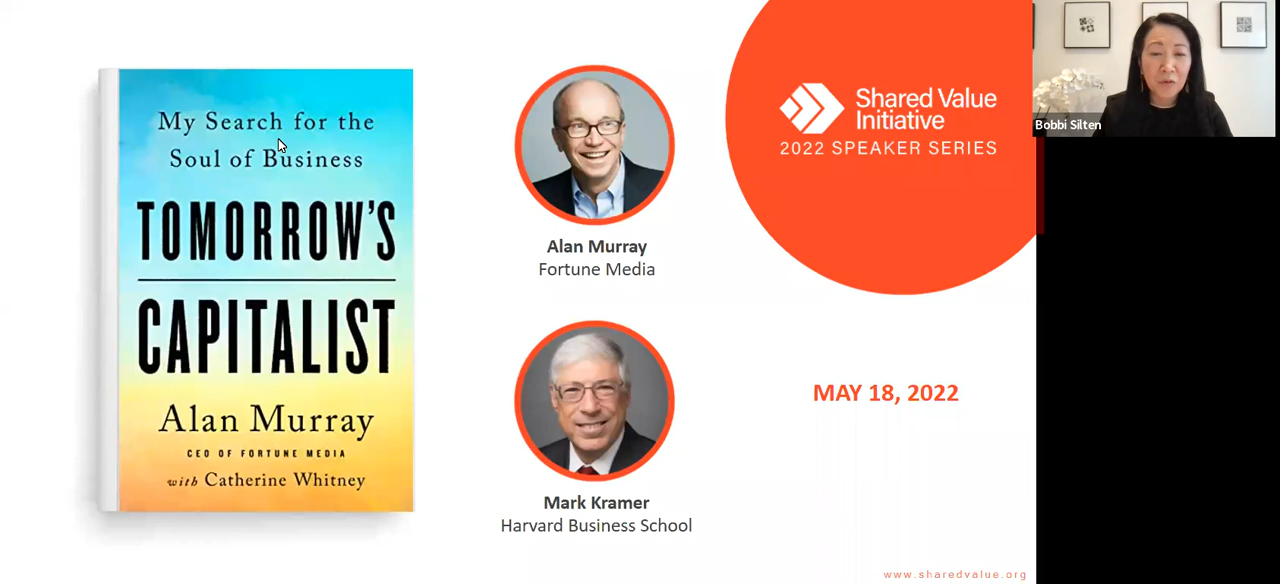 My Search for the
Soul of Business
TOMORROW'S
CAPITALIST
Alan Murray
CEO OF FORTUNE MEDIA
with Catherine Whitney
Alan Murray
Fortune Media
Mark Kramer
Harvard Business School
Shared Value
Initiative
2022 SPEAKER SERIES
MAY 18, 2022
www.sharedvalue.org
Bobbi Silten